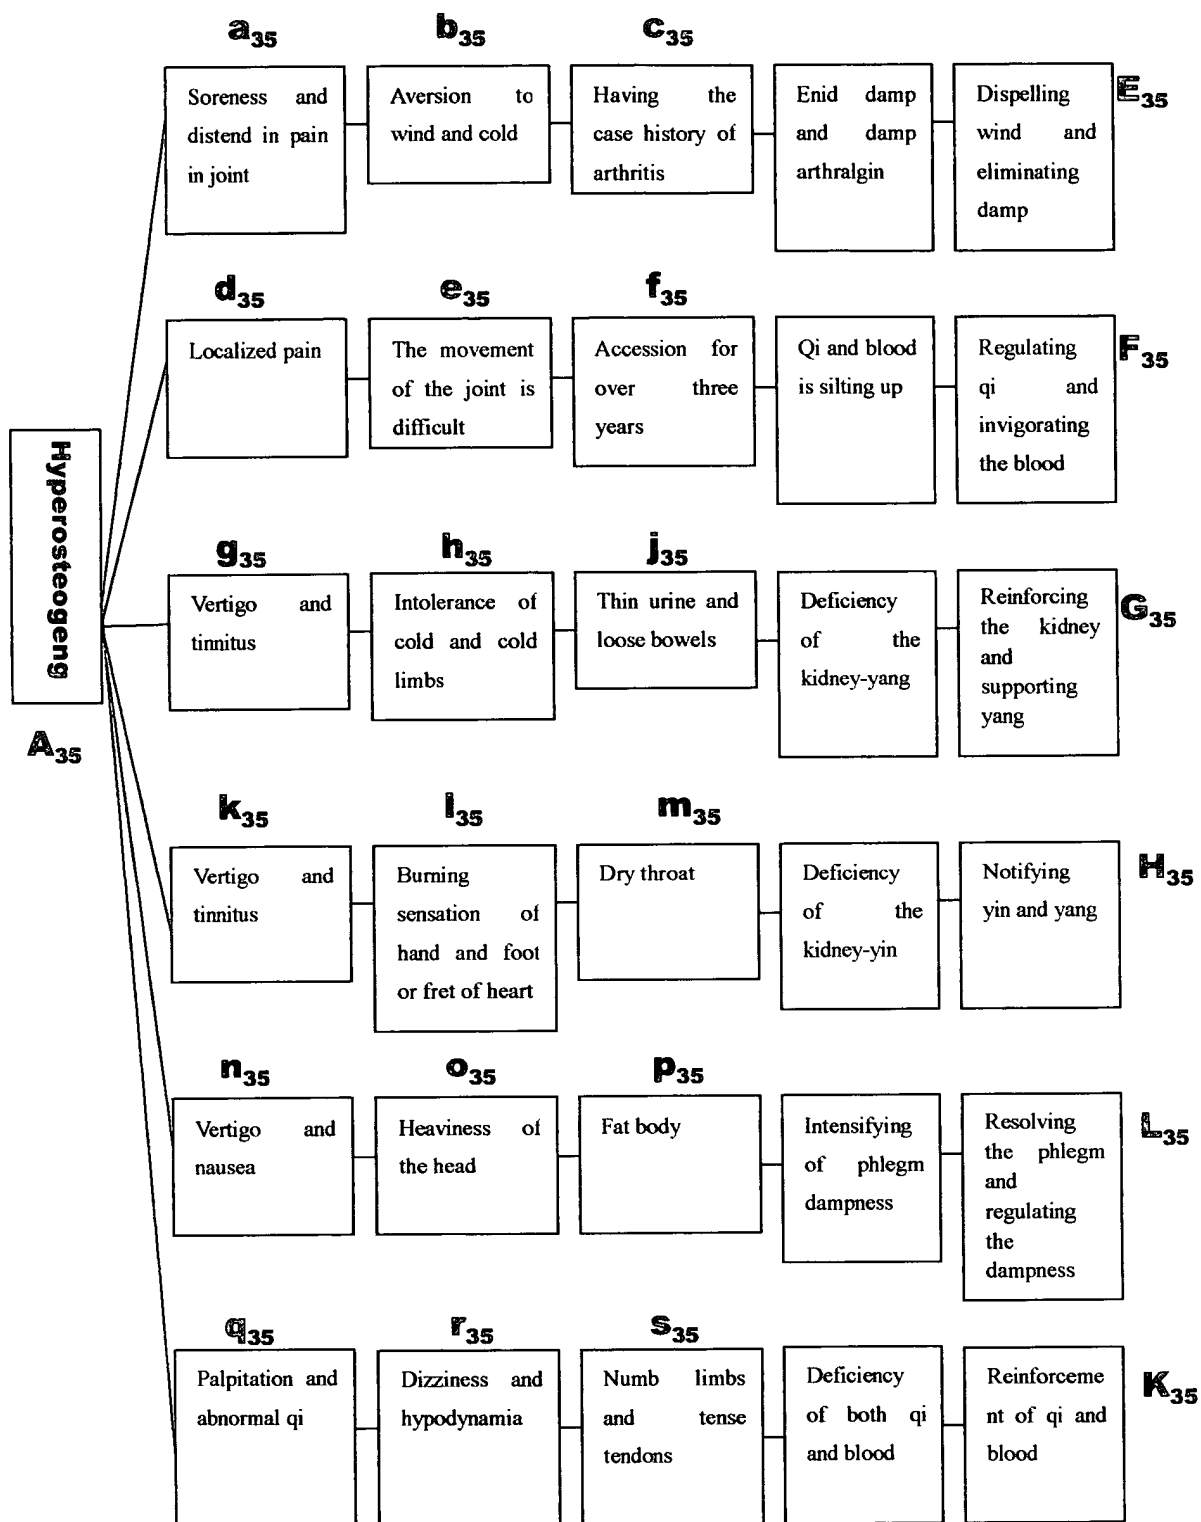 a35 b35 c35
Soreness and
distend in pain
in joint
Aversion to
wind and cold
Having the
case history of
arthritis
Enid damp
and damp
arthralgin
Dispelling
wind and
eliminating
damp
E35
d35 e35 f35
Localized pain
The movement
of the joint is
difficult
Accession for
over three
years
Qi and blood
is silting up
Regulating
qi and
invigorating
the blood
F35
Hyperosteogeng
A35
g35 h35 j35
Vertigo and
tinnitus
Intolerance of
cold and cold
limbs
Thin urine and
loose bowels
Deficiency
of the
kidney-yang
Reinforcing
the kidney
and
supporting
yang
G35
k35 l35 m35
Vertigo and
tinnitus
Burning
sensation of
hand and foot
or fret of heart
Dry throat
Deficiency
of the
kidney-yin
Notifying
yin and yang
H35
n35 o35 p35
Vertigo and
nausea
Heaviness of
the head
Fat body
Intensifying
of phlegm
dampness
Resolving
the phlegm
and
regulating
the
dampness
L35
q35 r35 s35
Palpitation and
abnormal qi
Dizziness and
hypodynamia
Numb limbs
and tense
tendons
Deficiency
of both qi
and blood
Reinforceme
nt of qi and
blood
K35